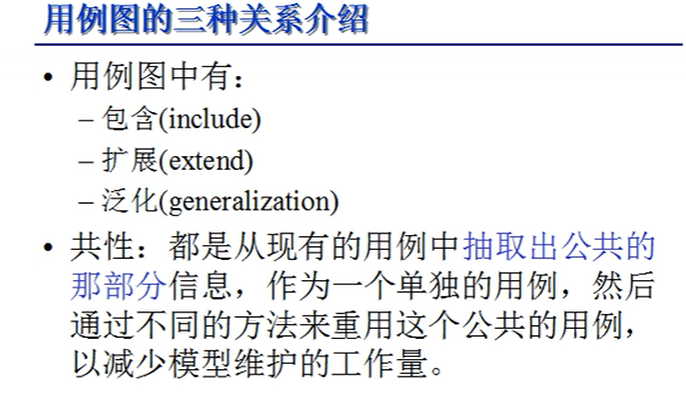 用例图的三种关系介绍
• 用例图中有：
– 包含(include)
– 扩展(extend)
– 泛化(generalization)
• 共性：都是从现有的用例中抽取出公共的
那部分信息，作为一个单独的用例，然后
通过不同的方法来重用这个公共的用例，
以减少模型维护的工作量。